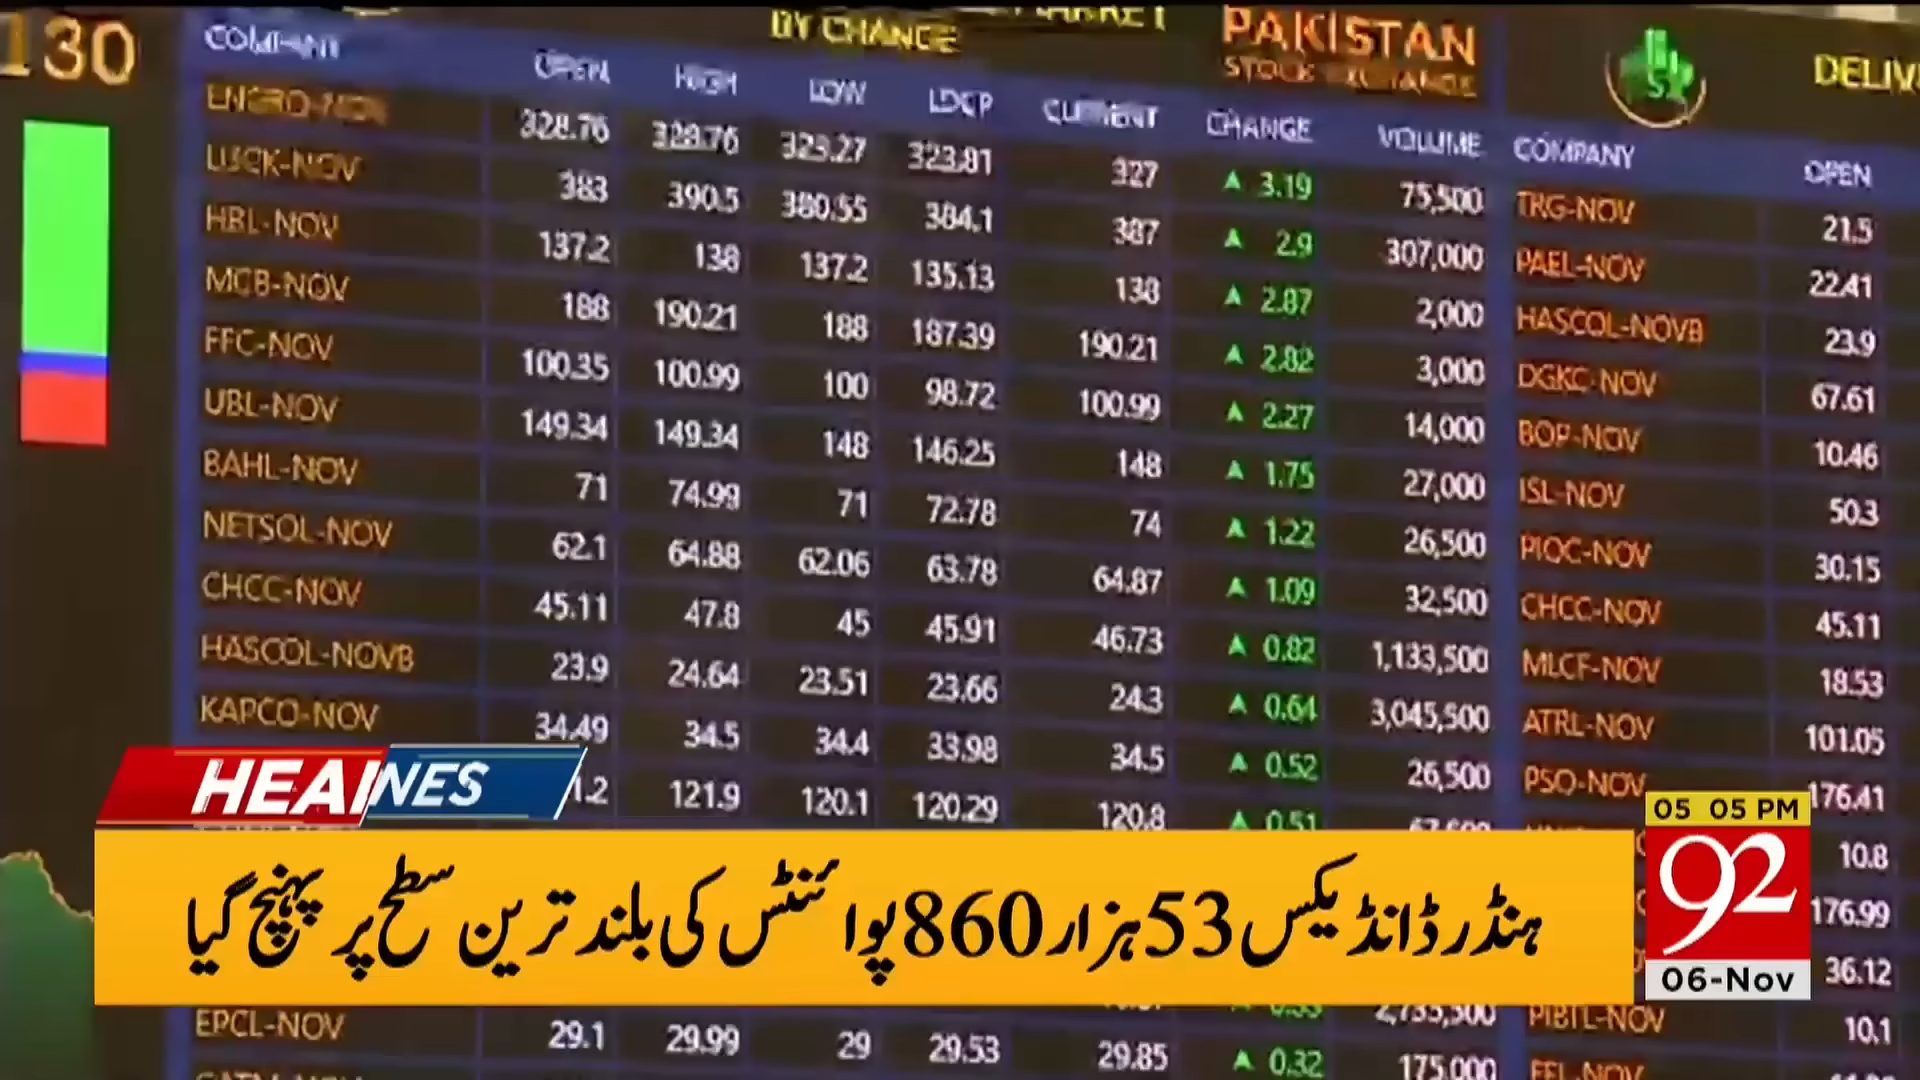 130
BY CHANGE
MARKET
PAKISTAN
STOCK EXCHANGE
COMPANY OPEN HIGH LOW LDCP CURRENT CHANGE VOLUME
ENGRO-NOV 328.76 328.76 323.27 323.81 327 ▲ 3.19 75,500
LUCK-NOV 383 390.5 380.55 384.1 387 ▲ 2.9 307,000
HBL-NOV 137.2 138 137.2 135.13 138 ▲ 2.87 2,000
MCB-NOV 188 190.21 188 187.39 190.21 ▲ 2.82 3,000
FFC-NOV 100.35 100.99 100 98.72 100.99 ▲ 2.27 14,000
UBL-NOV 149.34 149.34 148 146.25 148 ▲ 1.75 27,000
BAHL-NOV 71 74.99 71 72.78 74 ▲ 1.22 26,500
NETSOL-NOV 62.1 64.88 62.06 63.78 64.87 ▲ 1.09 32,500
CHCC-NOV 45.11 47.8 45 45.91 46.73 ▲ 0.82 1,133,500
HASCOL-NOVB 23.9 24.64 23.51 23.66 24.3 ▲ 0.64 3,045,500
KAPCO-NOV 34.49 34.5 34.4 33.98 34.5 ▲ 0.52 26,500
1.2 121.9 120.1 120.29 120.8 ▲ 0.51
EPCL-NOV 29.1 29.99 29 29.53 29.85 ▲ 0.32 175,000
DELIV
COMPANY OPEN
TRG-NOV 21.5
PAEL-NOV 22.41
HASCOL-NOVB 23.9
DGKC-NOV 67.61
BOP-NOV 10.46
ISL-NOV 50.3
PIOC-NOV 30.15
CHCC-NOV 45.11
MLCF-NOV 18.53
ATRL-NOV 101.05
PSO-NOV 176.41
10.8
176.99
36.12
PIBTL-NOV 10.1
HEADLINES
ہنڈرڈ انڈیکس 53 ہزار 860 پوائنٹس کی بلند ترین سطح پر پہنچ گیا
05 05 PM
92
06-Nov